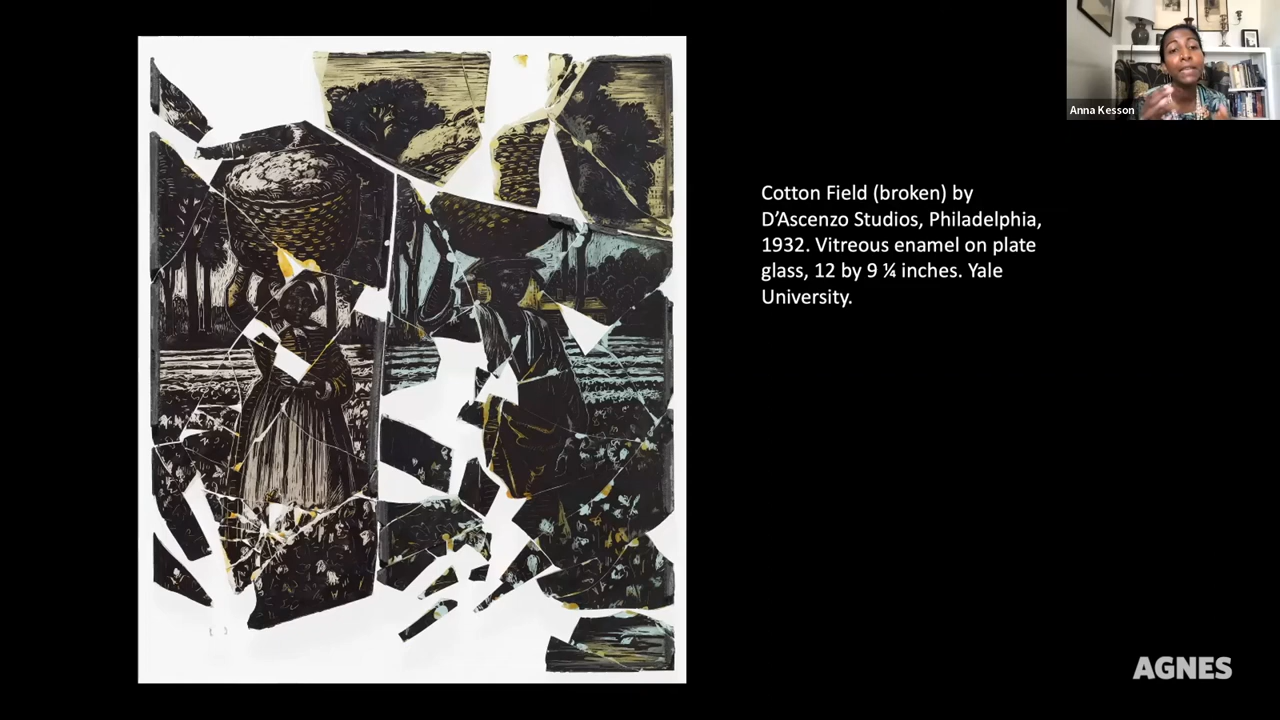 Anna Kesson
Cotton Field (broken) by
D’Ascenzo Studios, Philadelphia,
1932. Vitreous enamel on plate
glass, 12 by 9 ¼ inches. Yale
University.
AGNES